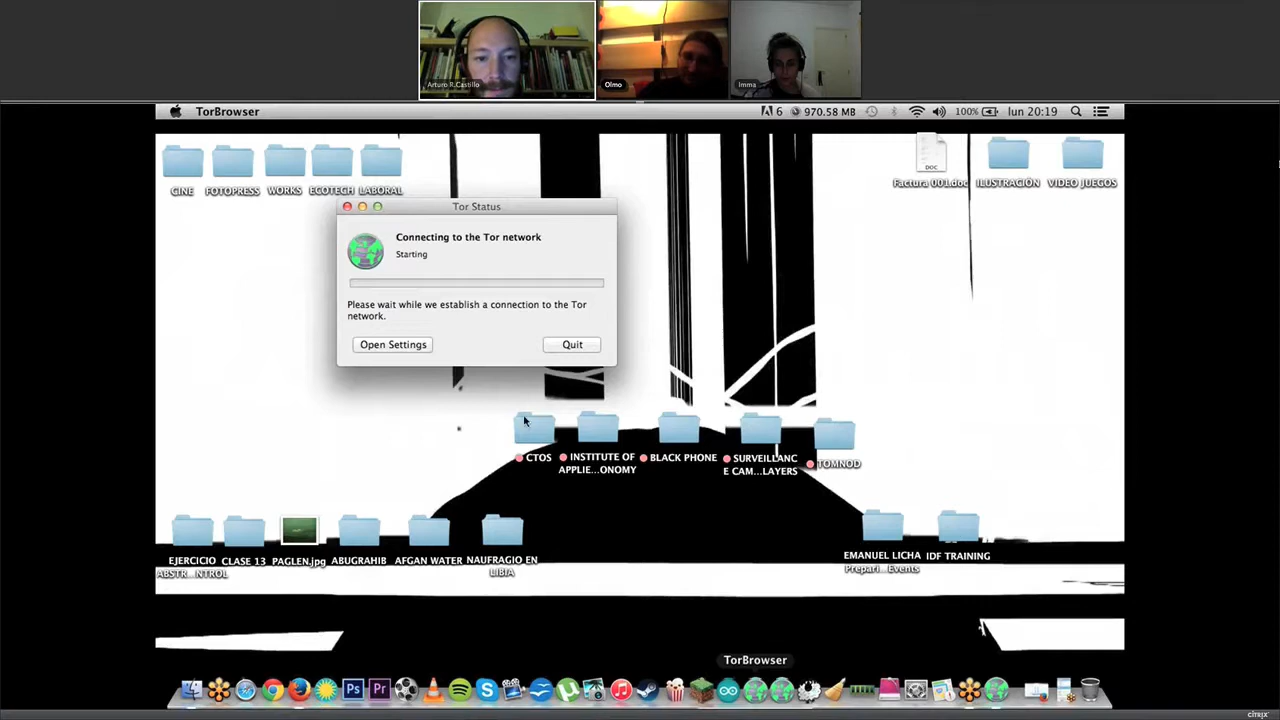 Arturo R.Castillo
Olmo
Imma
TorBrowser
6
970.58 MB
100%
lun 20:19
CINE
FOTOPRESS
WORKS
ECOTECH
LABORAL
DOC
Factura 001.doc
ILUSTRACIÓN
VIDEO JUEGOS
Tor Status
Connecting to the Tor network
Starting
Please wait while we establish a connection to the Tor
network.
Open Settings
Quit
CTOS
INSTITUTE OF
APPLIE...ONOMY
BLACK PHONE
SURVEILLANC
E CAM...LAYERS
TOMNOD
EJERCICIO
ABSTR...NTROL
CLASE 13
PAGLEN.jpg
ABUGRAHIB
AFGAN WATER
NAUFRAGIO EN
LIBIA
EMANUEL LICHA
Prepari...Events
IDF TRAINING
TorBrowser
Ps
Pr
CITRIX